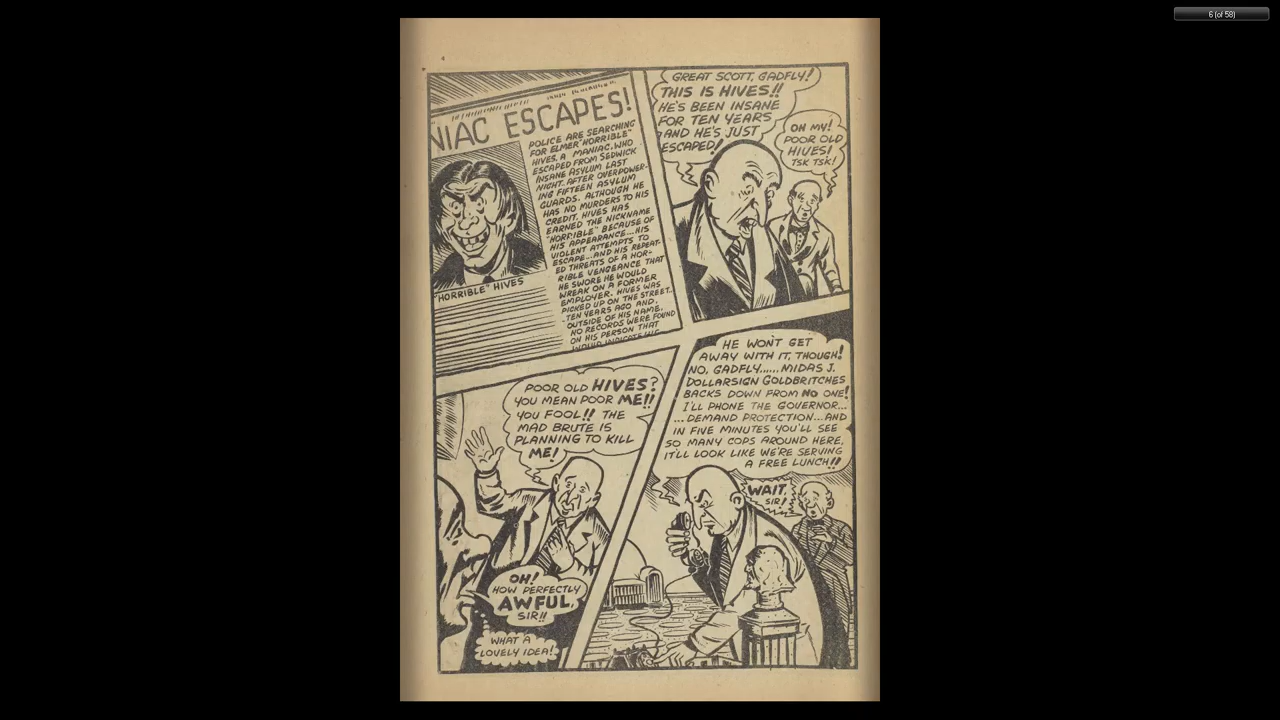 6 (of 58)
4
NIAC ESCAPES!
POLICE ARE SEARCHING
FOR ELMER "HORRIBLE"
HIVES, A MANIAC, WHO
ESCAPED FROM SEDWICK
INSANE ASYLUM LAST
NIGHT, AFTER OVERPOWER-
ING FIFTEEN ASYLUM
GUARDS. ALTHOUGH HE
HAS NO MURDERS TO HIS
CREDIT, HIVES HAS
EARNED THE NICKNAME
"HORRIBLE" BECAUSE OF
HIS APPEARANCE...HIS
VIOLENT ATTEMPTS TO
ESCAPE...AND HIS REPEAT-
ED THREATS OF A HOR-
RIBLE VENGEANCE THAT
HE SWORE HE WOULD
WREAK ON A FORMER
EMPLOYER. HIVES WAS
PICKED UP ON THE STREET
TEN YEARS AGO AND,
OUTSIDE OF HIS NAME,
NO RECORDS WERE FOUND
ON HIS PERSON THAT
WOULD INDICATE HIS
"HORRIBLE" HIVES
GREAT SCOTT, GADFLY!
THIS IS HIVES!!
HE'S BEEN INSANE
FOR TEN YEARS
AND HE'S JUST
ESCAPED!
OH MY!
POOR OLD
HIVES!
TSK TSK!
POOR OLD HIVES?
YOU MEAN POOR ME!!
YOU FOOL!! THE
MAD BRUTE IS
PLANNING TO KILL
ME!
OH!
HOW PERFECTLY
AWFUL,
SIR!!
WHAT A
LOVELY IDEA!
HE WON'T GET
AWAY WITH IT, THOUGH!
NO, GADFLY......MIDAS J.
DOLLARSIGN GOLDBRITCHES
BACKS DOWN FROM NO ONE!
I'LL PHONE THE GOVERNOR...
...DEMAND PROTECTION...AND
IN FIVE MINUTES YOU'LL SEE
SO MANY COPS AROUND HERE,
IT'LL LOOK LIKE WE'RE SERVING
A FREE LUNCH!!
WAIT,
SIR!